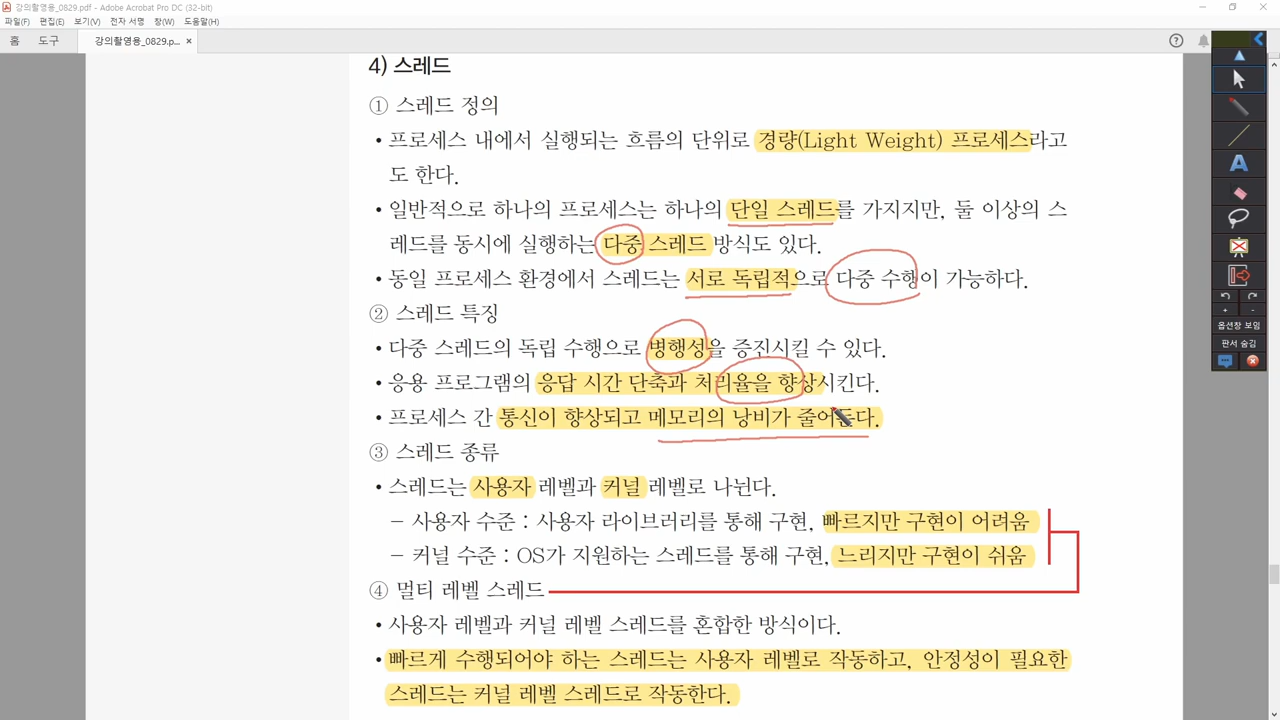 강의촬영용_0829.pdf - Adobe Acrobat Pro DC (32-bit)
파일(F) 편집(E) 보기(V) 전자 서명 창(W) 도움말(H)
홈 도구 강의촬영용_0829.p... ×
4) 스레드
① 스레드 정의
• 프로세스 내에서 실행되는 흐름의 단위로 경량(Light Weight) 프로세스라고
도 한다.
• 일반적으로 하나의 프로세스는 하나의 단일 스레드를 가지지만, 둘 이상의 스
레드를 동시에 실행하는 다중 스레드 방식도 있다.
• 동일 프로세스 환경에서 스레드는 서로 독립적으로 다중 수행이 가능하다.
② 스레드 특징
• 다중 스레드의 독립 수행으로 병행성을 증진시킬 수 있다.
• 응용 프로그램의 응답 시간 단축과 처리율을 향상시킨다.
• 프로세스 간 통신이 향상되고 메모리의 낭비가 줄어든다.
③ 스레드 종류
• 스레드는 사용자 레벨과 커널 레벨로 나뉜다.
– 사용자 수준 : 사용자 라이브러리를 통해 구현, 빠르지만 구현이 어려움
– 커널 수준 : OS가 지원하는 스레드를 통해 구현, 느리지만 구현이 쉬움
④ 멀티 레벨 스레드
• 사용자 레벨과 커널 레벨 스레드를 혼합한 방식이다.
• 빠르게 수행되어야 하는 스레드는 사용자 레벨로 작동하고, 안정성이 필요한
스레드는 커널 레벨 스레드로 작동한다.
A
+ -
옵션창 보임
판서 숨김